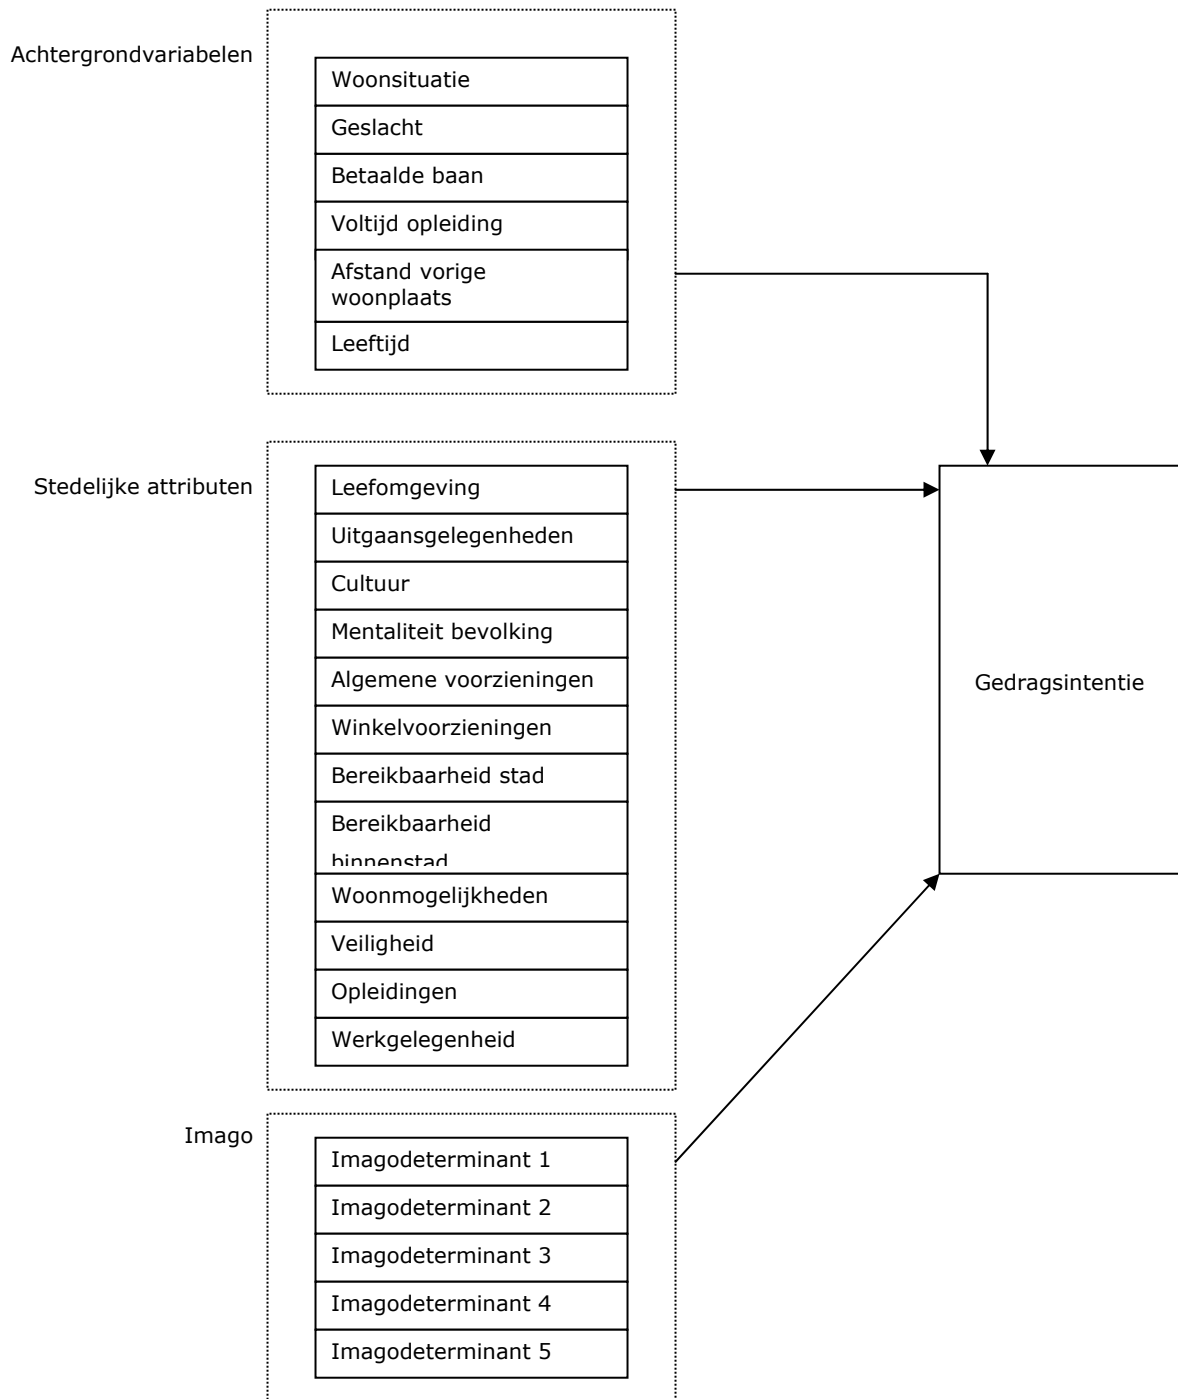 Achtergrondvariabelen
Woonsituatie
Geslacht
Betaalde baan
Voltijd opleiding
Afstand vorige
woonplaats
Leeftijd
Stedelijke attributen
Leefomgeving
Uitgaansgelegenheden
Cultuur
Mentaliteit bevolking
Algemene voorzieningen
Winkelvoorzieningen
Bereikbaarheid stad
Bereikbaarheid
binnenstad
Woonmogelijkheden
Veiligheid
Opleidingen
Werkgelegenheid
Gedragsintentie
Imago
Imagodeterminant 1
Imagodeterminant 2
Imagodeterminant 3
Imagodeterminant 4
Imagodeterminant 5